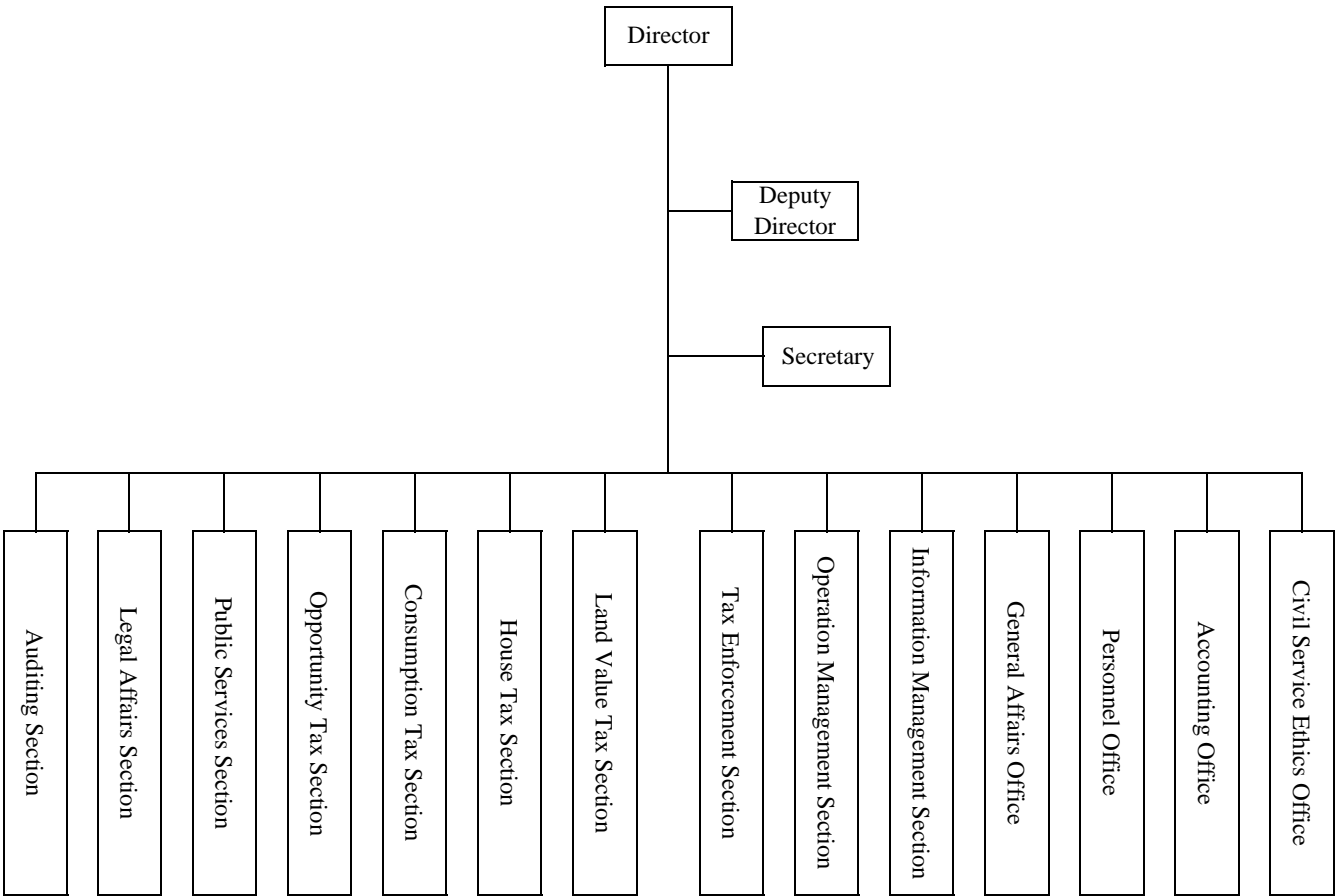 Director
Deputy
Director
Secretary
Auditing Section
Legal Affairs Section
Public Services Section
Opportunity Tax Section
Consumption Tax Section
House Tax Section
Land Value Tax Section
Tax Enforcement Section
Operation Management Section
Information Management Section
General Affairs Office
Personnel Office
Accounting Office
Civil Service Ethics Office